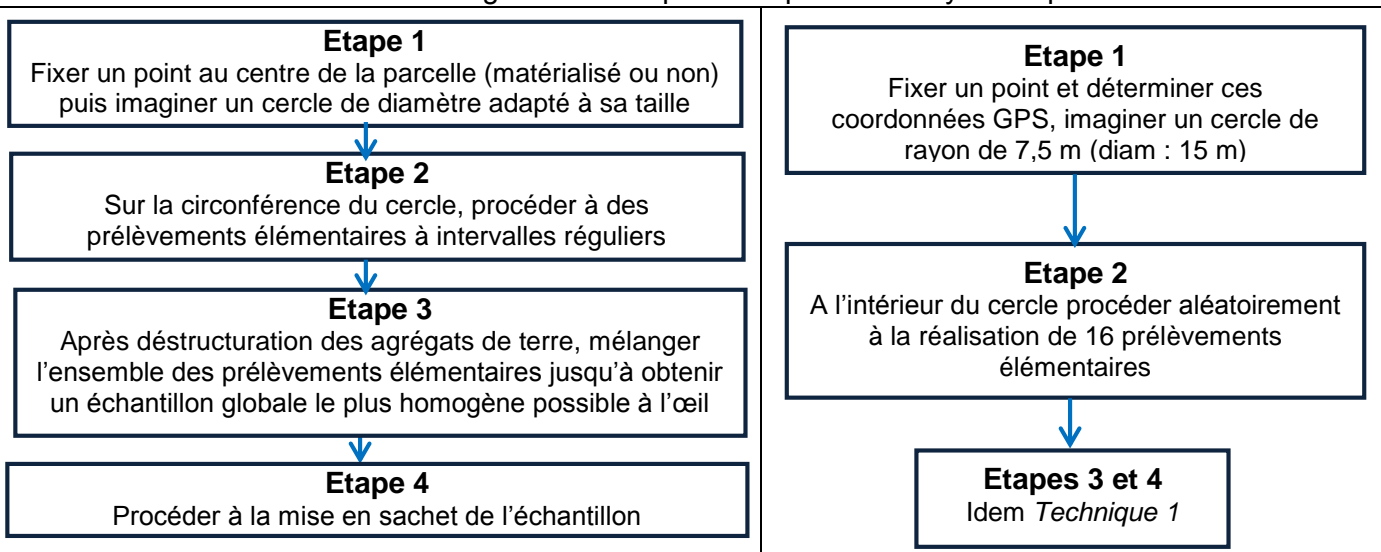 Etape 1
Fixer un point au centre de la parcelle (matérialisé ou non)
puis imaginer un cercle de diamètre adapté à sa taille
Etape 2
Sur la circonférence du cercle, procéder à des
prélèvements élémentaires à intervalles réguliers
Etape 3
Après déstructuration des agrégats de terre, mélanger
l’ensemble des prélèvements élémentaires jusqu’à obtenir
un échantillon globale le plus homogène possible à l’œil
Etape 4
Procéder à la mise en sachet de l’échantillon
Etape 1
Fixer un point et déterminer ces
coordonnées GPS, imaginer un cercle de
rayon de 7,5 m (diam : 15 m)
Etape 2
A l’intérieur du cercle procéder aléatoirement
à la réalisation de 16 prélèvements
élémentaires
Etapes 3 et 4
Idem Technique 1